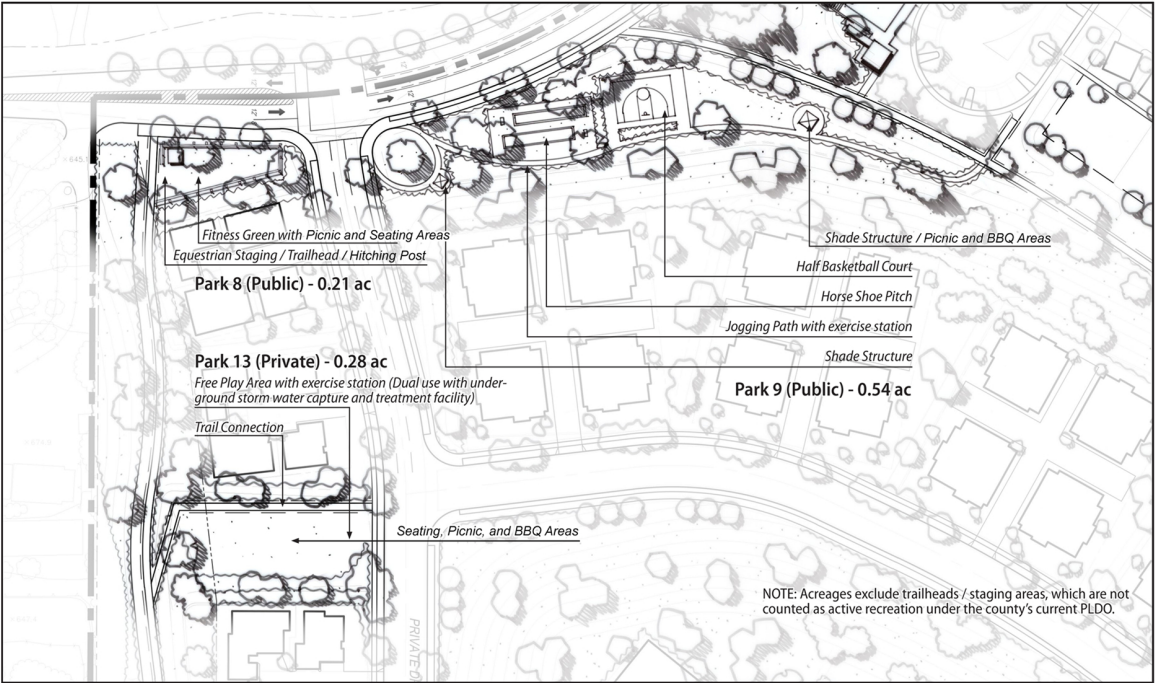 Fitness Green with Picnic and Seating Areas
Equestrian Staging / Trailhead / Hitching Post
Park 8 (Public) - 0.21 ac
Shade Structure / Picnic and BBQ Areas
Half Basketball Court
Horse Shoe Pitch
Jogging Path with exercise station
Shade Structure
Park 9 (Public) - 0.54 ac
Park 13 (Private) - 0.28 ac
Free Play Area with exercise station (Dual use with under-
ground storm water capture and treatment facility)
Trail Connection
Seating, Picnic, and BBQ Areas
NOTE: Acreages exclude trailheads / staging areas, which are not
counted as active recreation under the county's current PLDO.
PRIVATE